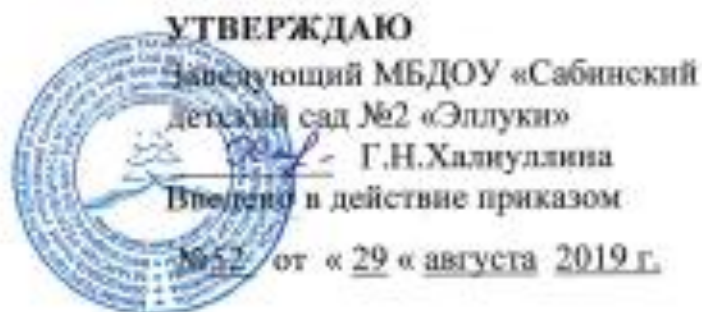 УТВЕРЖДАЮ
Заведующий МБДОУ «Сабинский
детский сад №2 «Эллуки»
Г.Н.Халиуллина
Введено в действие приказом
№52 от « 29 « августа 2019 г.